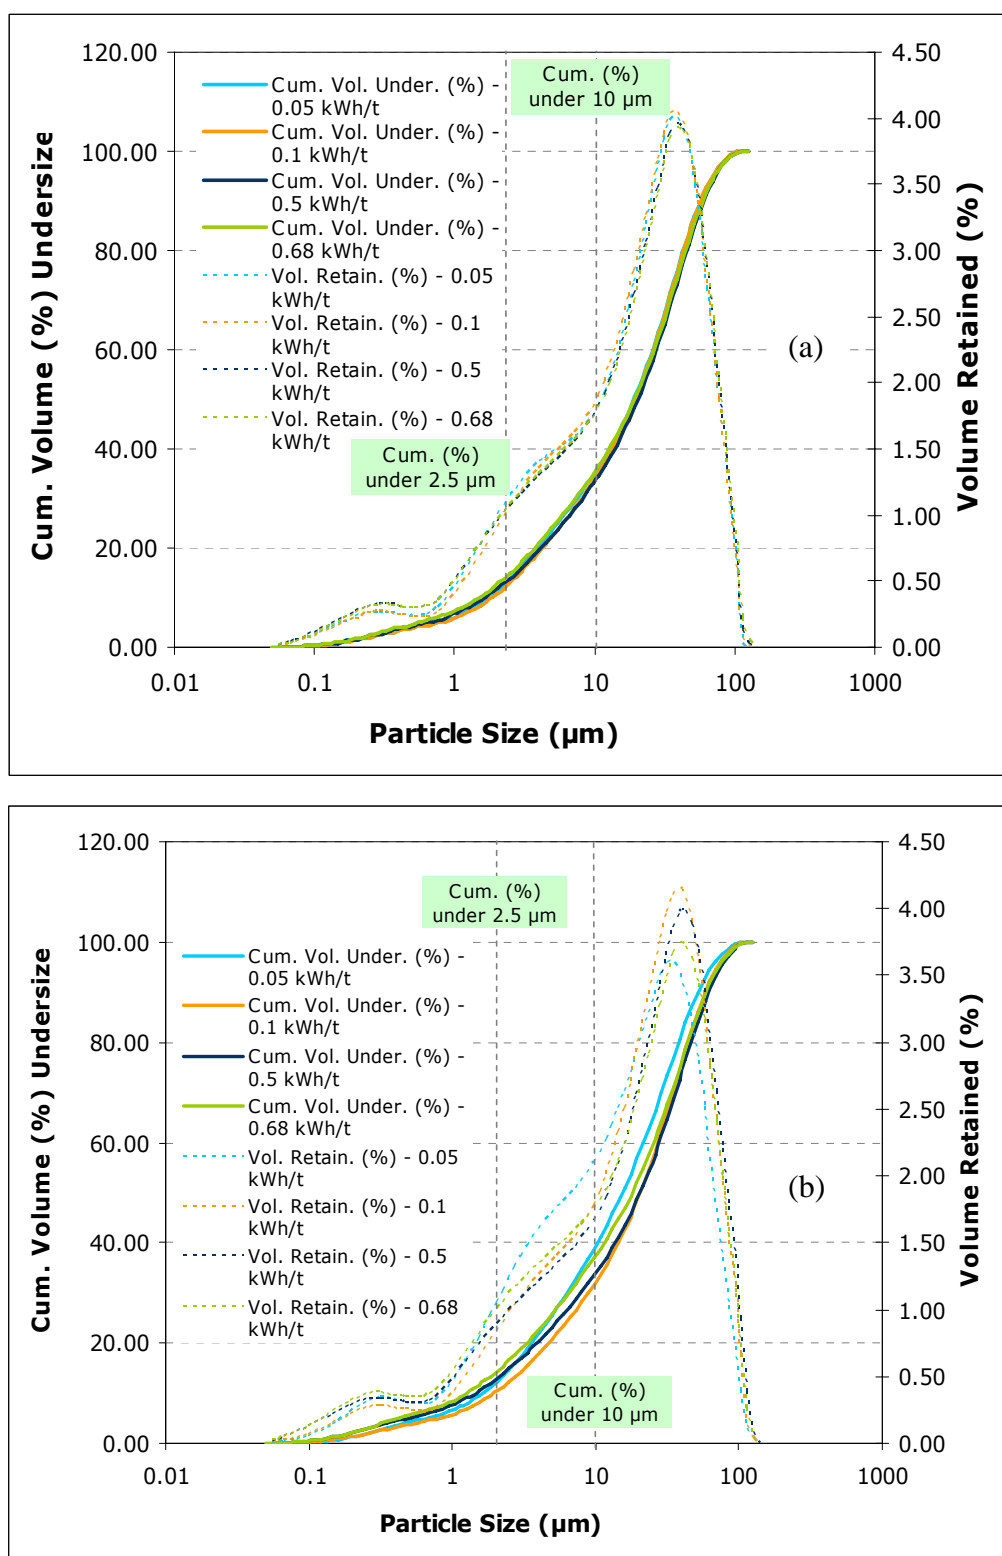 120.00
100.00
80.00
60.00
40.00
20.00
0.00
Cum. Volume (%) Undersize
Cum. Vol. Under. (%) -
0.05 kWh/t
Cum. Vol. Under. (%) -
0.1 kWh/t
Cum. Vol. Under. (%) -
0.5 kWh/t
Cum. Vol. Under. (%) -
0.68 kWh/t
Vol. Retain. (%) - 0.05
kWh/t
Vol. Retain. (%) - 0.1
kWh/t
Vol. Retain. (%) - 0.5
kWh/t
Vol. Retain. (%) - 0.68
kWh/t
Cum. (%)
under 10 µm
Cum. (%)
under 2.5 µm
(a)
4.50
4.00
3.50
3.00
2.50
2.00
1.50
1.00
0.50
0.00
Volume Retained (%)
0.01
0.1
1
10
100
1000
Particle Size (µm)
120.00
100.00
80.00
60.00
40.00
20.00
0.00
Cum. Volume (%) Undersize
Cum. (%)
under 2.5 µm
Cum. Vol. Under. (%) -
0.05 kWh/t
Cum. Vol. Under. (%) -
0.1 kWh/t
Cum. Vol. Under. (%) -
0.5 kWh/t
Cum. Vol. Under. (%) -
0.68 kWh/t
Vol. Retain. (%) - 0.05
kWh/t
Vol. Retain. (%) - 0.1
kWh/t
Vol. Retain. (%) - 0.5
kWh/t
Vol. Retain. (%) - 0.68
kWh/t
Cum. (%)
under 10 µm
(b)
4.50
4.00
3.50
3.00
2.50
2.00
1.50
1.00
0.50
0.00
Volume Retained (%)
0.01
0.1
1
10
100
1000
Particle Size (µm)